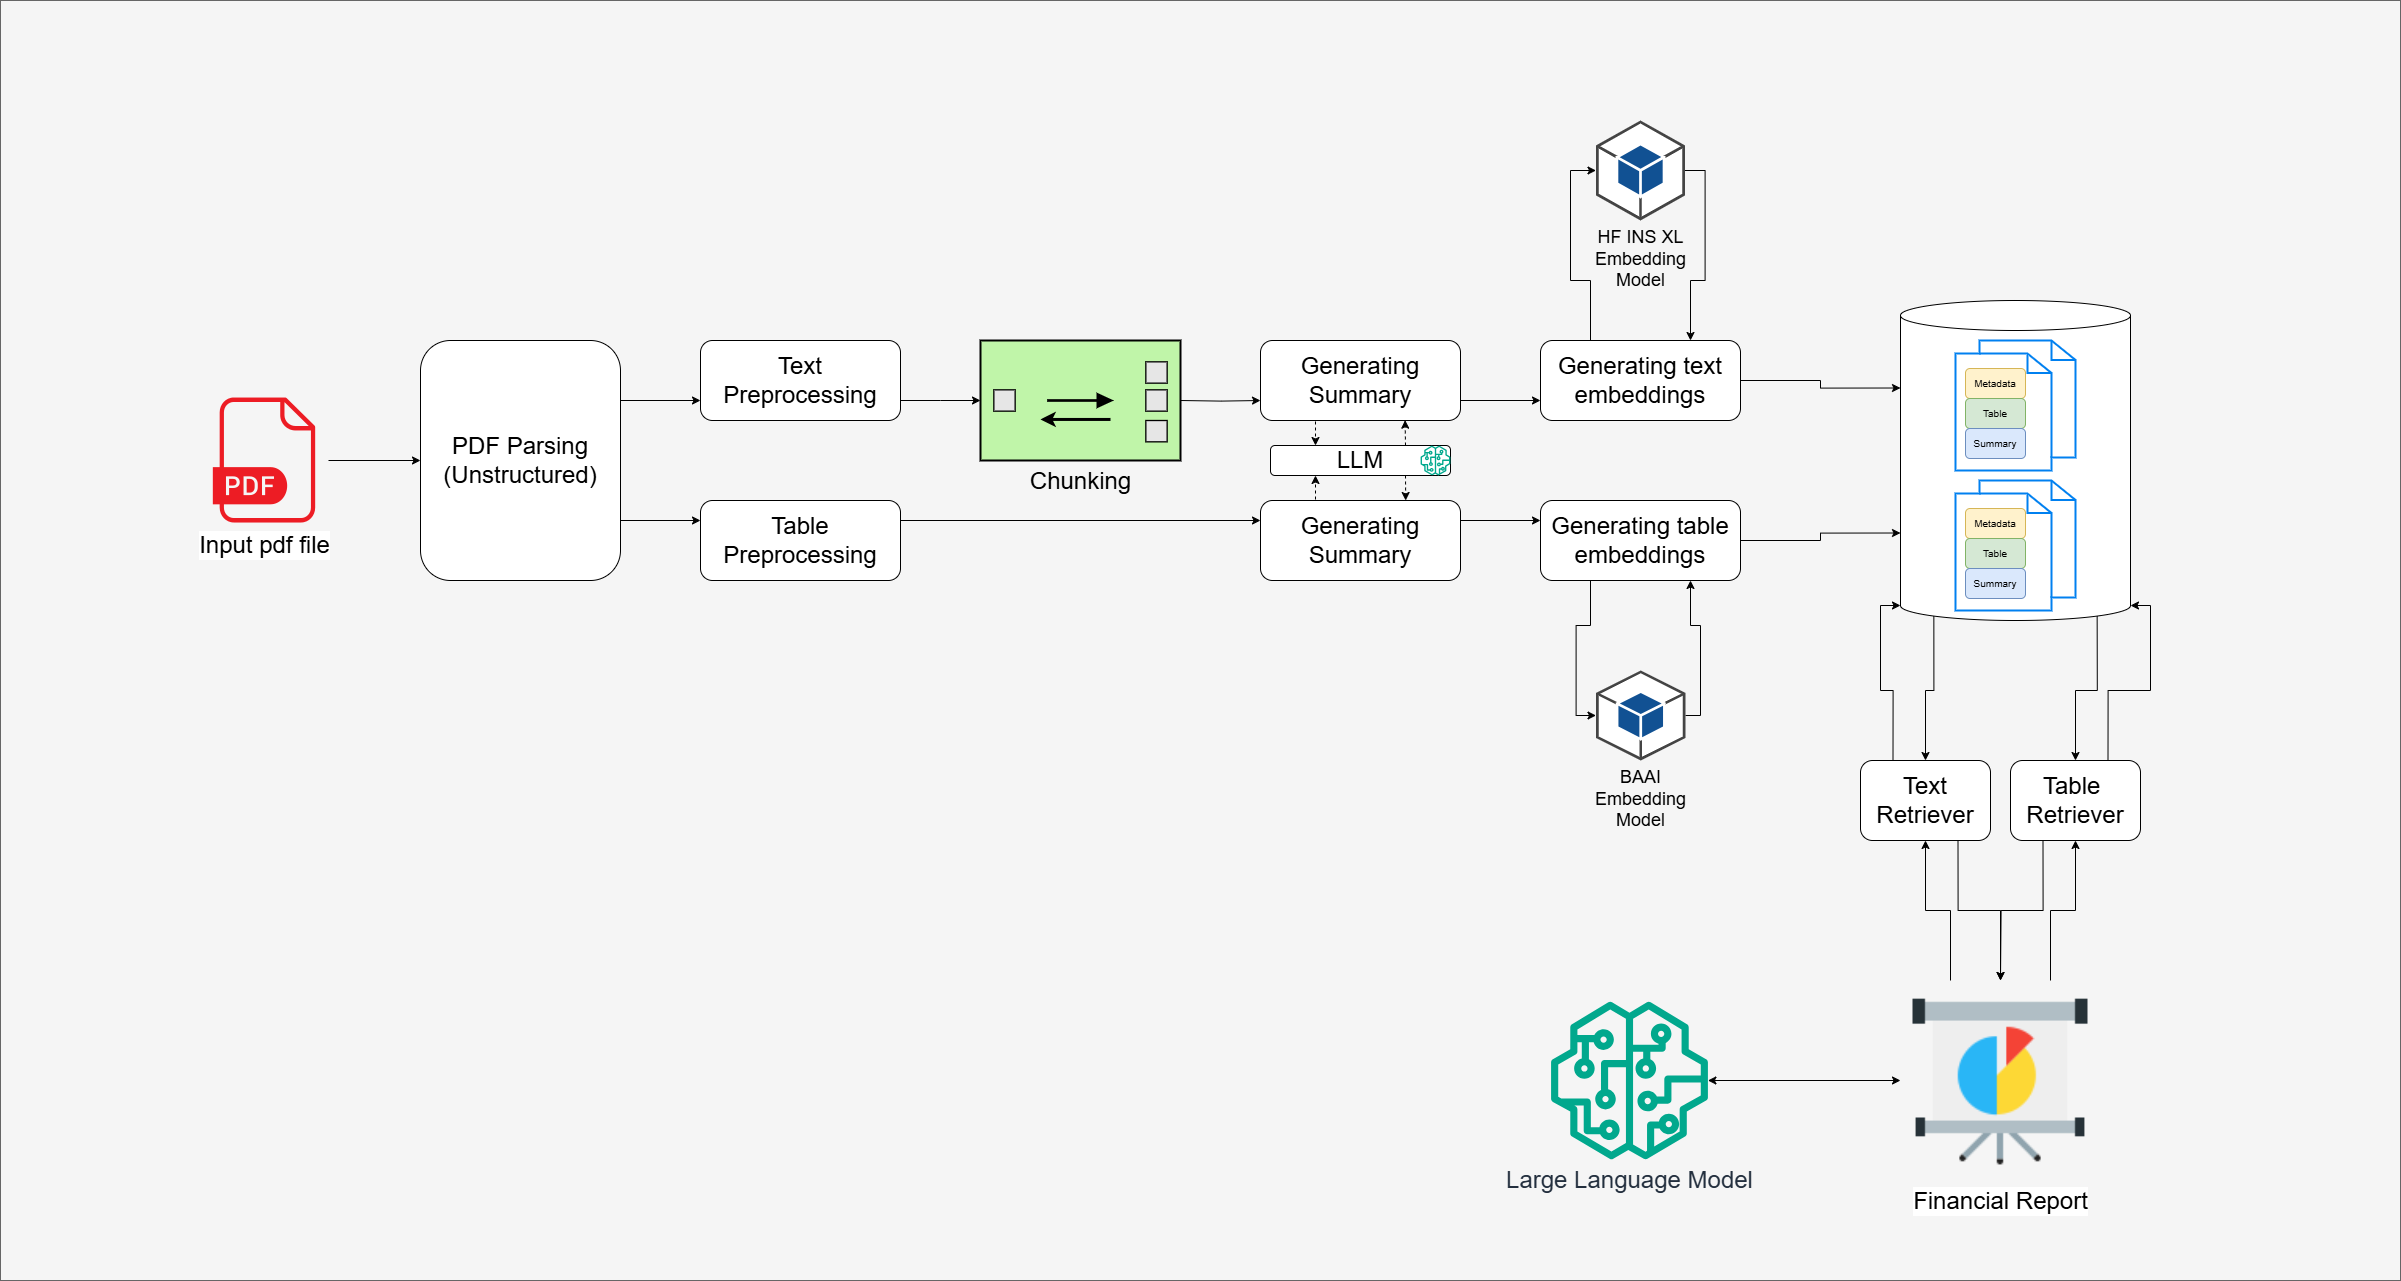 PDF
Input pdf file
PDF Parsing
(Unstructured)
Text
Preprocessing
Table
Preprocessing
Chunking
Generating
Summary
LLM
Generating
Summary
HF INS XL
Embedding
Model
Generating text
embeddings
Generating table
embeddings
BAAI
Embedding
Model
Metadata
Table
Summary
Metadata
Table
Summary
Text
Retriever
Table
Retriever
Large Language Model
Financial Report